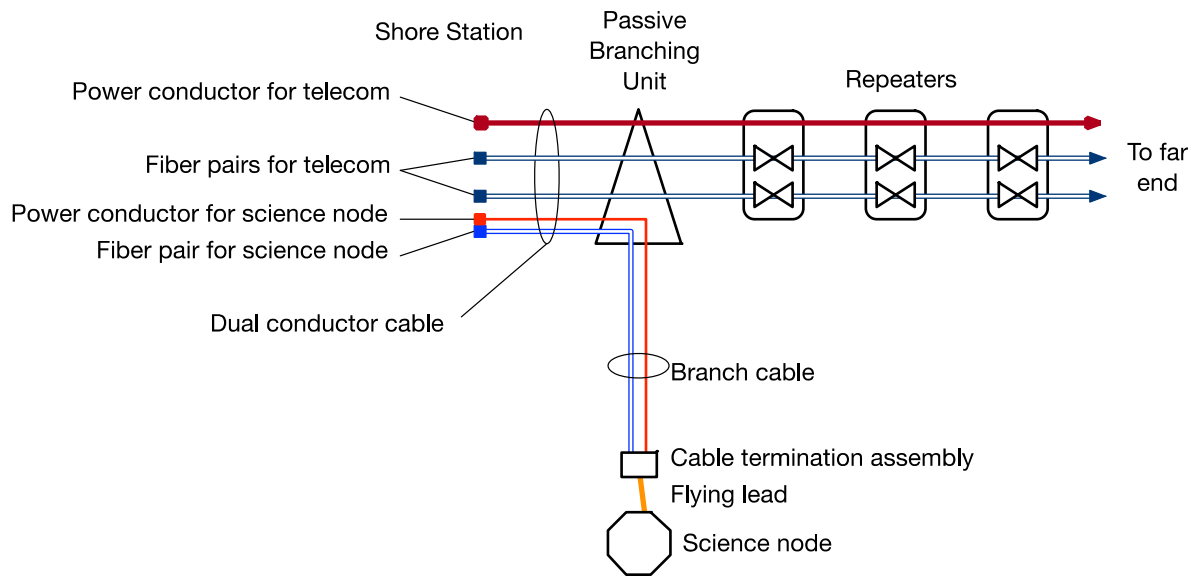 Shore Station
Passive
Branching
Unit
Repeaters
Power conductor for telecom
Fiber pairs for telecom
To far
end
Power conductor for science node
Fiber pair for science node
Dual conductor cable
Branch cable
Cable termination assembly
Flying lead
Science node